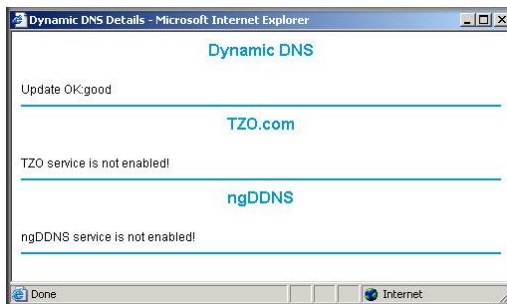 Dynamic DNS Details - Microsoft Internet Explorer
Dynamic DNS
Update OK:good
TZO.com
TZO service is not enabled!
ngDDNS
ngDDNS service is not enabled!
Done
Internet